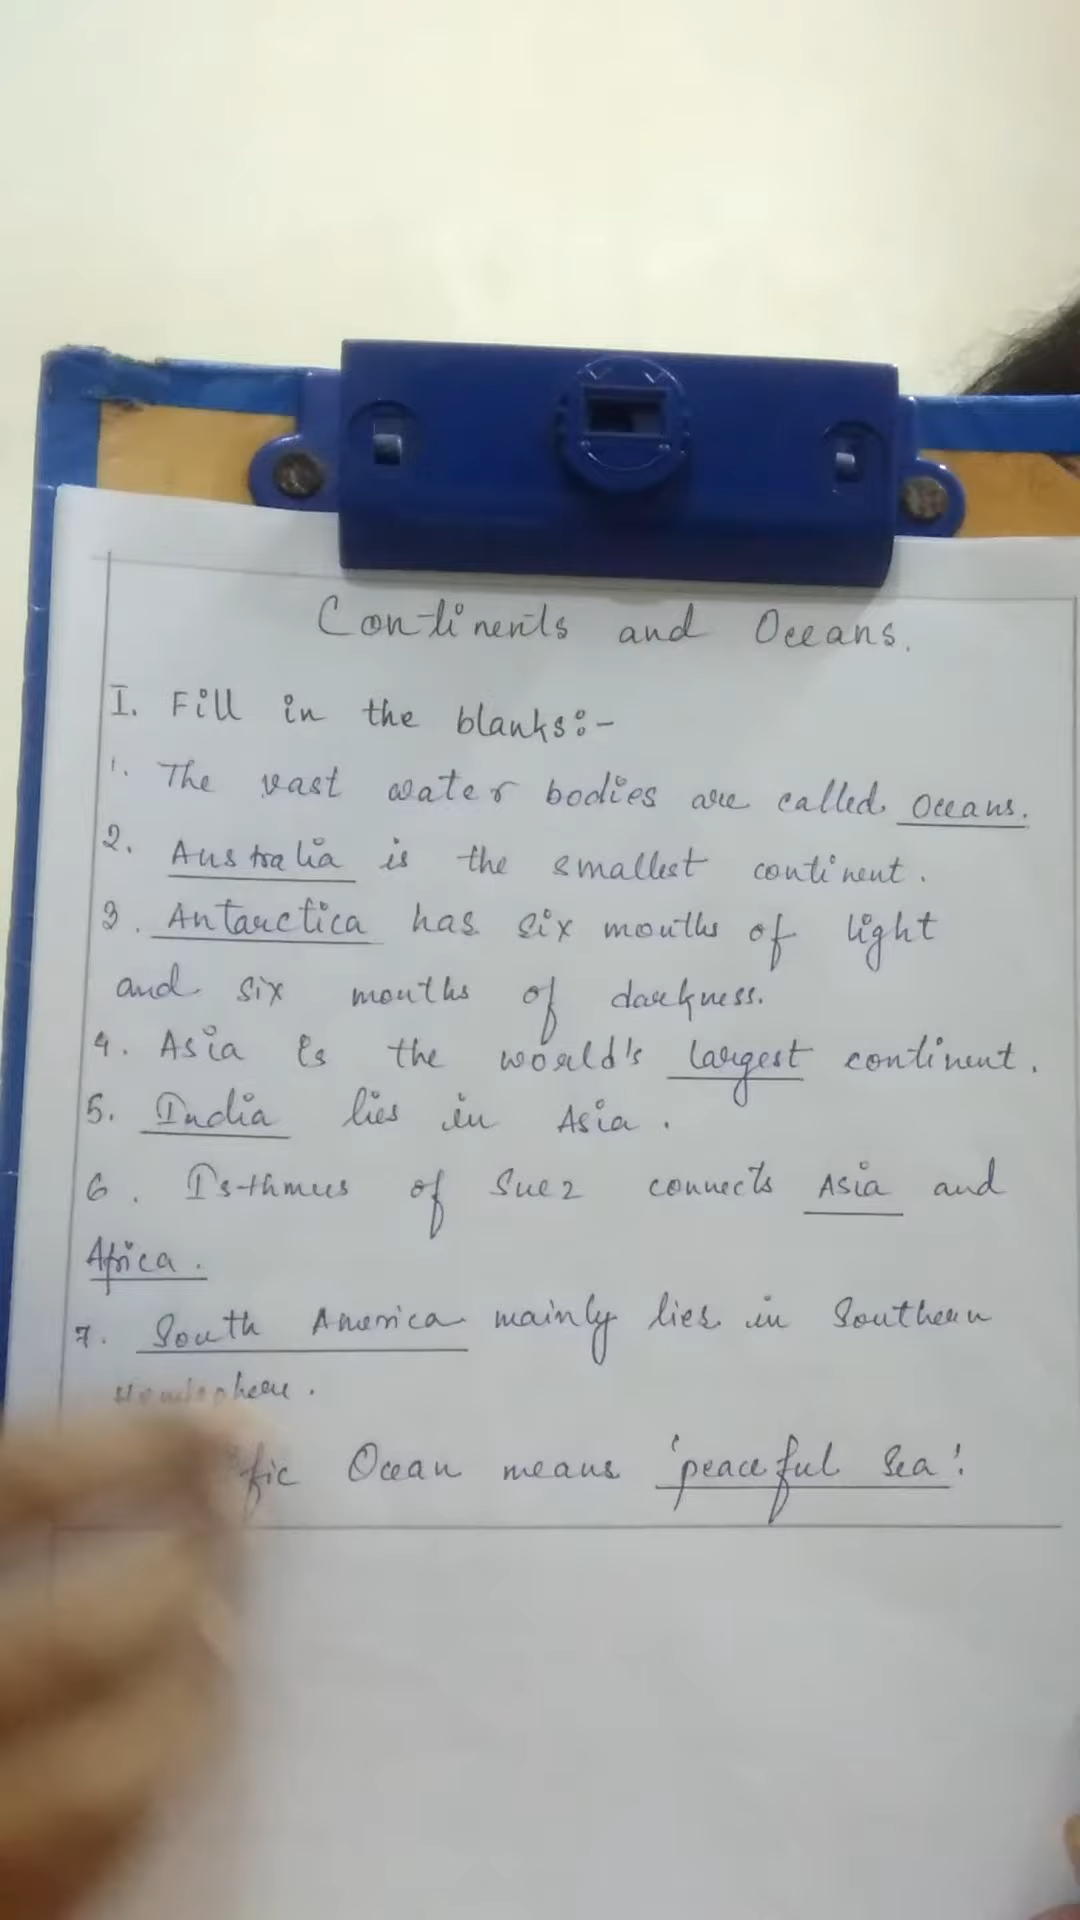 Continents and Oceans.
I. Fill in the blanks:-
1. The vast water bodies are called Oceans.
2. Australia is the smallest continent.
3. Antarctica has six months of light
and six months of darkness.
4. Asia is the world's largest continent.
5. India lies in Asia.
6. Isthmus of Suez connects Asia and
Africa.
7. South America mainly lies in Southern
Hemisphere.
Ocean means 'peaceful Sea'.